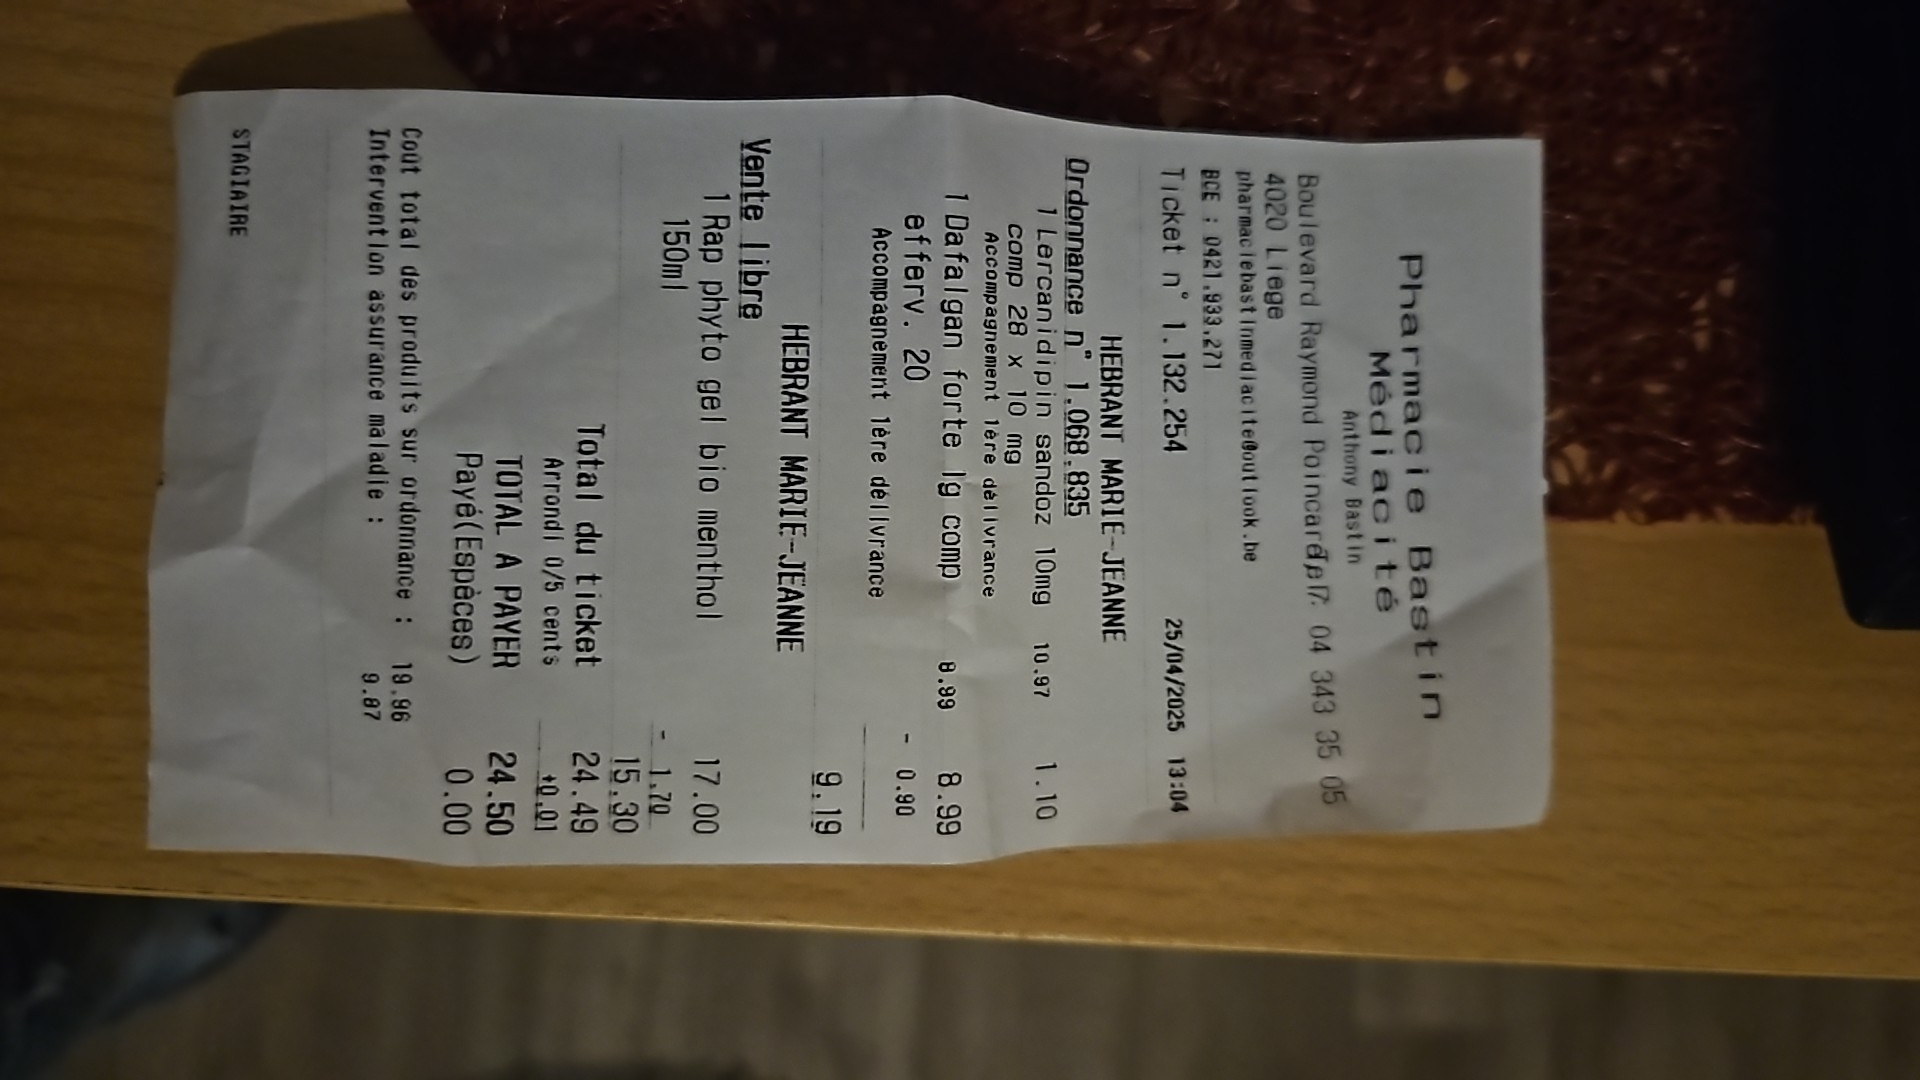 Pharmacie Bastin
Médiacité
Anthony Bastin
Boulevard Raymond Poincaré 17: 04 343 35 05
4020 Liege
pharmaciebastinmediacite@outlook.be
BCE : 0421.933.271
Ticket n° 1.132.254 25/04/2025 13:04
HEBRANT MARIE-JEANNE
Ordonnance n° 1.068.835
1 Lercanidipin sandoz 10mg 10.97 1.10
comp 28 x 10 mg
Accompagnement 1ère délivrance
1 Dafalgan forte 1g comp 8.99 8.99
efferv. 20 - 0.90
Accompagnement 1ère délivrance
9.19
HEBRANT MARIE-JEANNE
Vente libre
1 Rap phyto gel bio menthol 17.00
150ml - 1.70
15.30
Total du ticket 24.49
Arrondi 0/5 cents +0.01
TOTAL A PAYER 24.50
Payé(Espèces) 0.00
Coût total des produits sur ordonnance : 19.96
Intervention assurance maladie : 9.87
STAGIAIRE